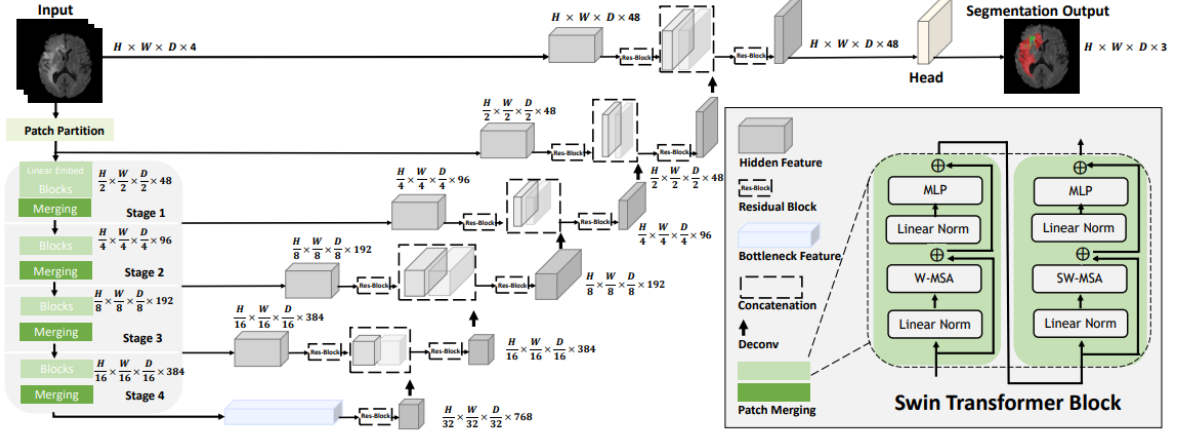 Input
H × W × D × 4
H × W × D × 48
Res-Block
Res-Block
H × W × D × 48
Head
Segmentation Output
H × W × D × 3
Patch Partition
H/2 × W/2 × D/2 × 48
Res-Block
Res-Block
H/2 × W/2 × D/2 × 48
Linear Embed
Blocks
H/2 × W/2 × D/2 × 48
Merging
Stage 1
H/4 × W/4 × D/4 × 96
Res-Block
Res-Block
H/4 × W/4 × D/4 × 96
Blocks
H/4 × W/4 × D/4 × 96
Merging
Stage 2
H/8 × W/8 × D/8 × 192
Res-Block
Res-Block
H/8 × W/8 × D/8 × 192
Blocks
H/8 × W/8 × D/8 × 192
Merging
Stage 3
H/16 × W/16 × D/16 × 384
Res-Block
Res-Block
H/16 × W/16 × D/16 × 384
Blocks
H/16 × W/16 × D/16 × 384
Merging
Stage 4
Res-Block
H/32 × W/32 × D/32 × 768
Hidden Feature
Res-Block
Residual Block
Bottleneck Feature
Concatenation
Deconv
Patch Merging
MLP
Linear Norm
W-MSA
Linear Norm
MLP
Linear Norm
SW-MSA
Linear Norm
Swin Transformer Block